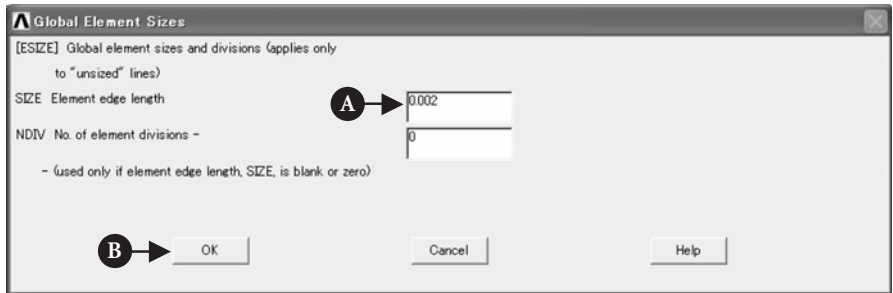 Global Element Sizes
[ESIZE] Global element sizes and divisions (applies only
to "unsized" lines)
SIZE Element edge length
A
0.002
NDIV No. of element divisions -
0
- (used only if element edge length, SIZE, is blank or zero)
B
OK
Cancel
Help